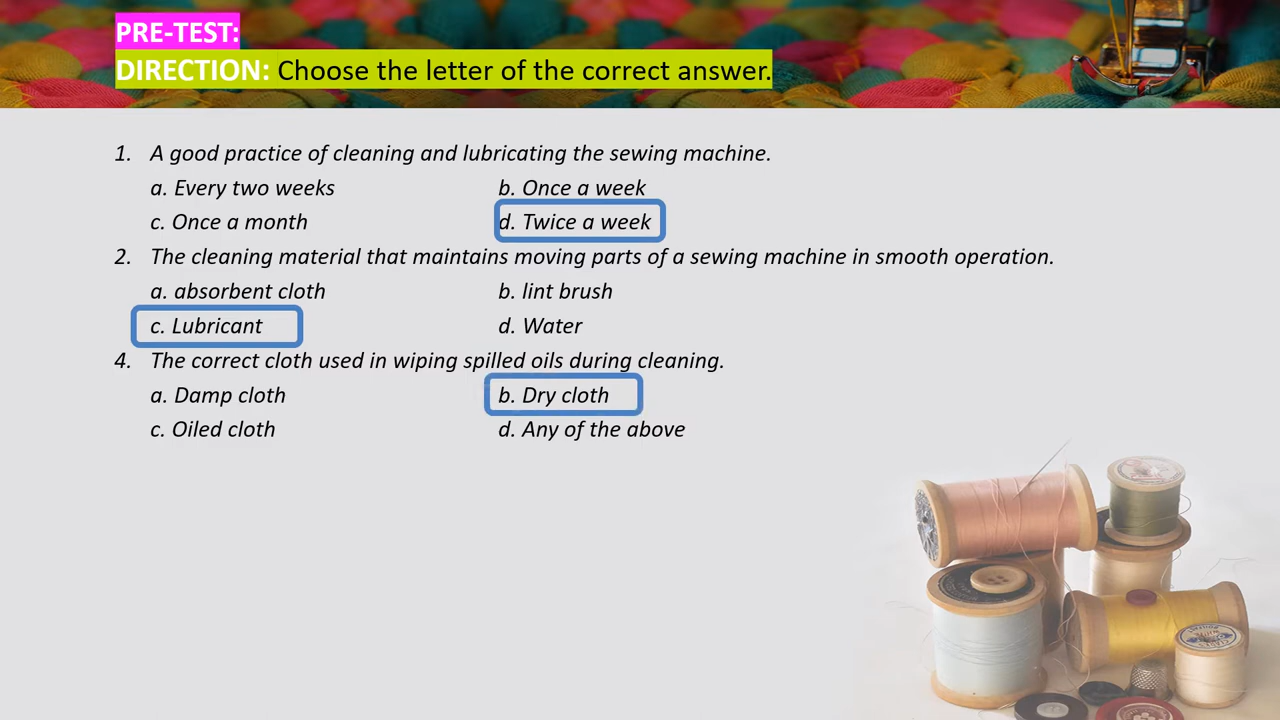 PRE-TEST:
DIRECTION: Choose the letter of the correct answer.
1. A good practice of cleaning and lubricating the sewing machine.
a. Every two weeks b. Once a week
c. Once a month d. Twice a week
2. The cleaning material that maintains moving parts of a sewing machine in smooth operation.
a. absorbent cloth b. lint brush
c. Lubricant d. Water
4. The correct cloth used in wiping spilled oils during cleaning.
a. Damp cloth b. Dry cloth
c. Oiled cloth d. Any of the above